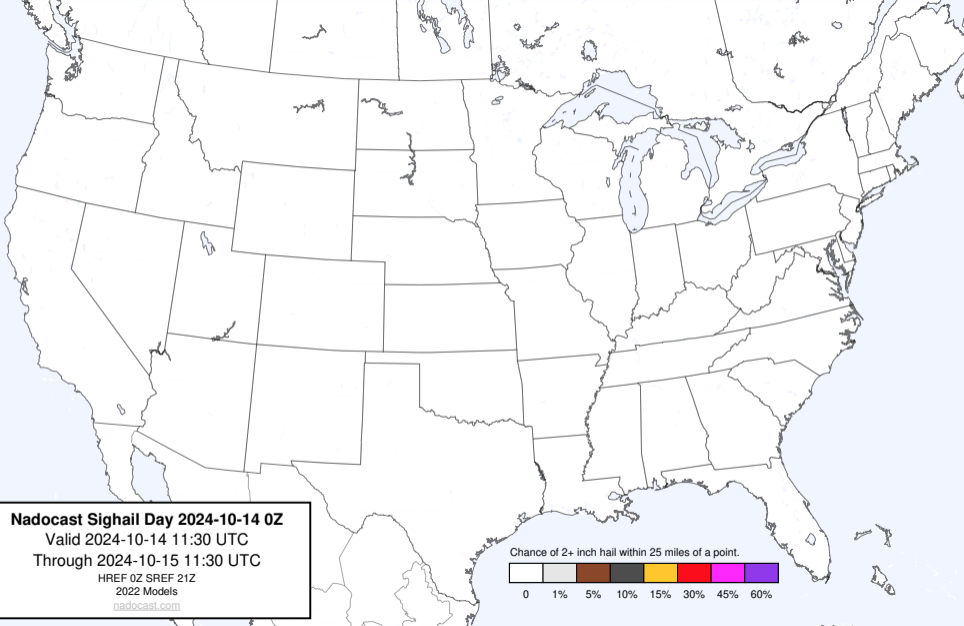 Nadocast Sighail Day 2024-10-14 0Z
Valid 2024-10-14 11:30 UTC
Through 2024-10-15 11:30 UTC
HREF 0Z SREF 21Z
2022 Models
nadocast.com
Chance of 2+ inch hail within 25 miles of a point.
0 1% 5% 10% 15% 30% 45% 60%